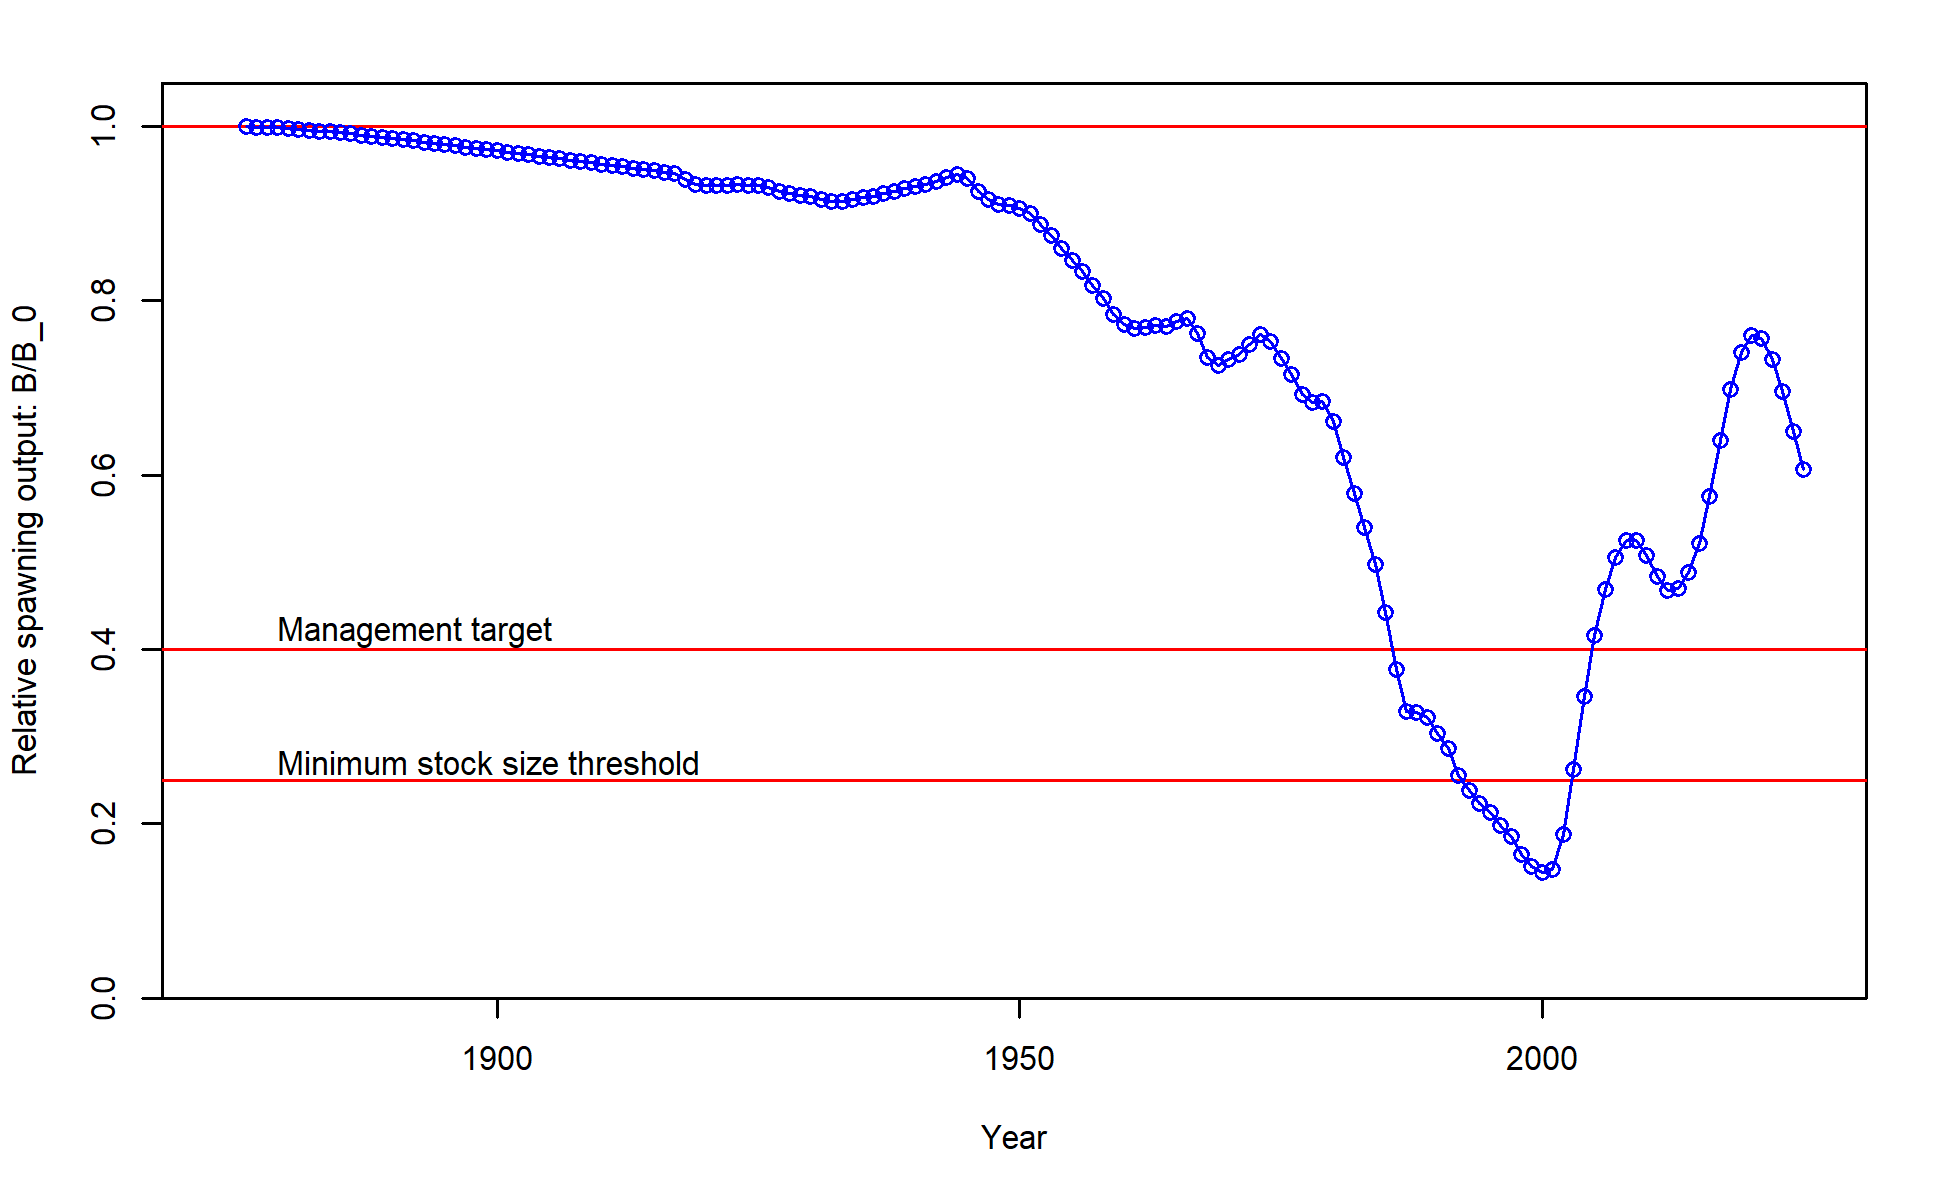 Relative spawning output: B/B_0
1.0
0.8
0.6
0.4
0.2
0.0
Management target
Minimum stock size threshold
1900
1950
2000
Year